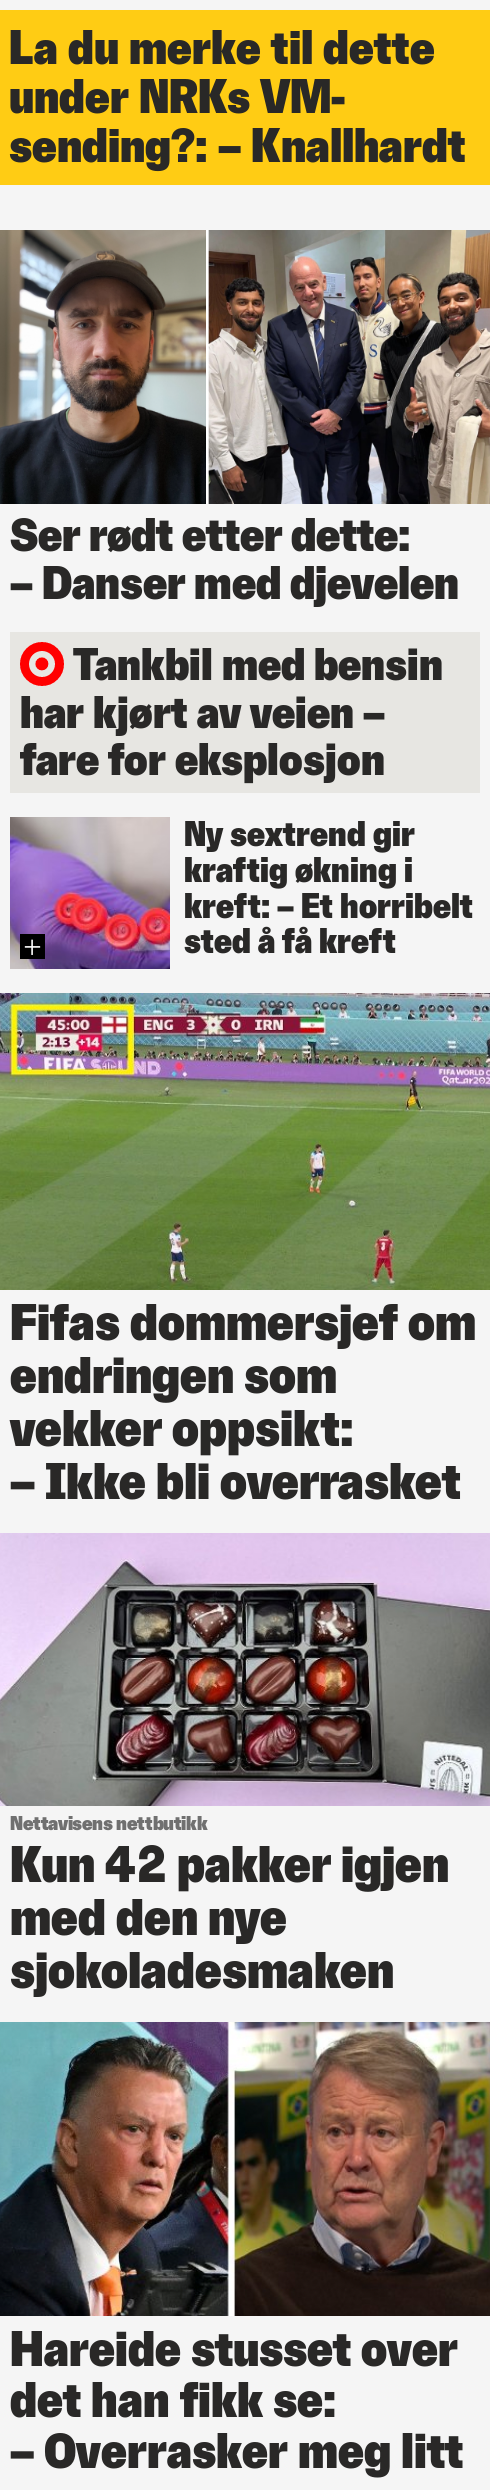 La du merke til dette
under NRKs VM-
sending?: – Knallhardt
Ser rødt etter dette:
– Danser med djevelen
Tankbil med bensin
har kjørt av veien –
fare for eksplosjon
Ny sextrend gir
kraftig økning i
kreft: – Et horribelt
sted å få kreft
45:00 ENG 3 0 IRN
2:13 +14
FIFA WORLD C
Qatar202
Fifas dommersjef om
endringen som
vekker oppsikt:
– Ikke bli overrasket
NITTEDAL
Nettavisens nettbutikk
Kun 42 pakker igjen
med den nye
sjokoladesmaken
Hareide stusset over
det han fikk se:
– Overrasker meg litt